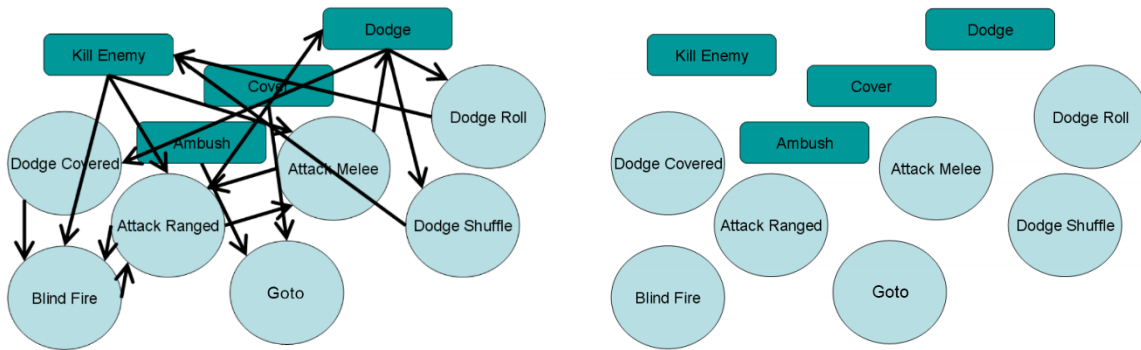 Dodge
Kill Enemy
Cover
Ambush
Dodge Roll
Dodge Covered
Attack Melee
Attack Ranged
Dodge Shuffle
Blind Fire
Goto
Dodge
Kill Enemy
Cover
Ambush
Dodge Roll
Dodge Covered
Attack Melee
Attack Ranged
Dodge Shuffle
Blind Fire
Goto